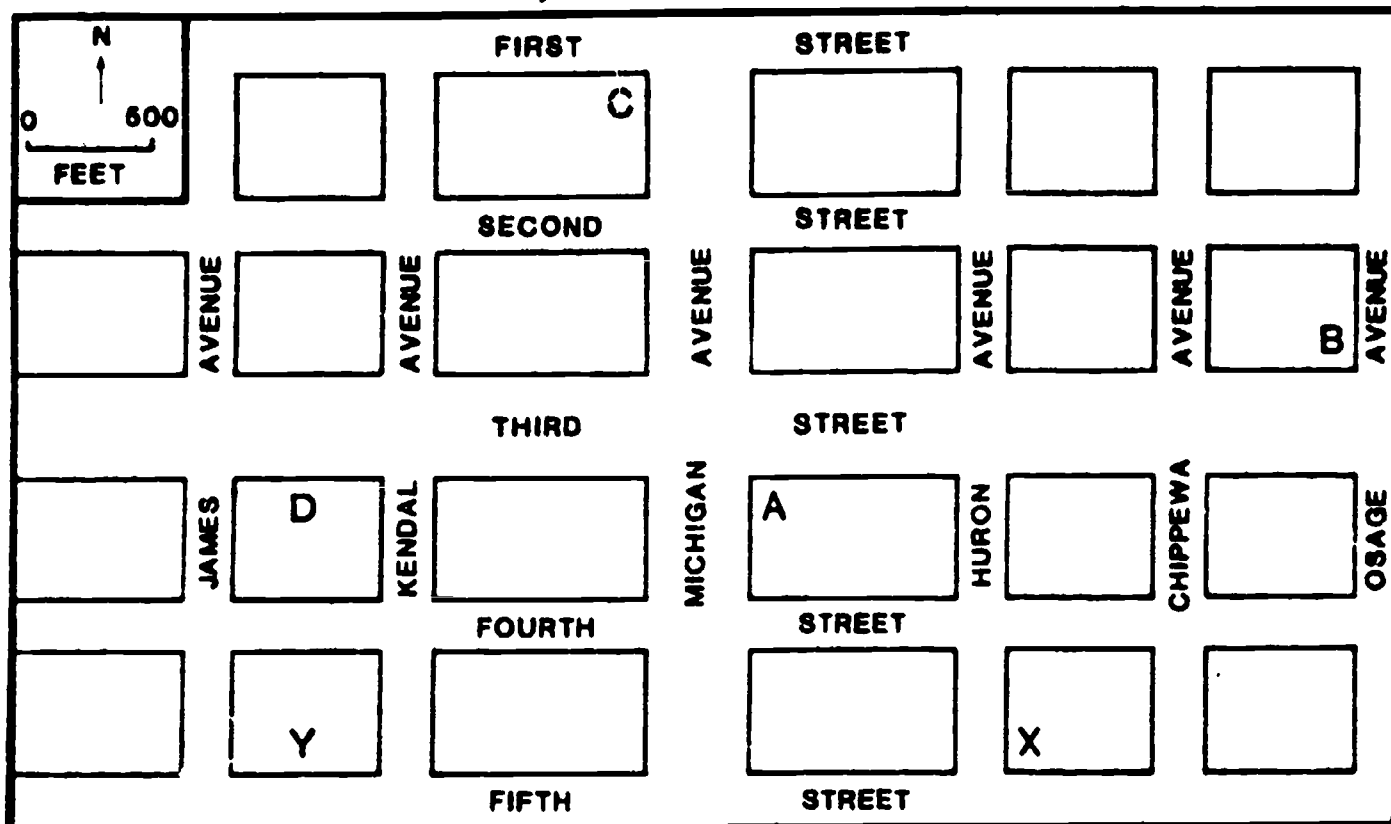 N
0 500
FEET
FIRST STREET
C
SECOND STREET
AVENUE AVENUE AVENUE AVENUE AVENUE AVENUE
B
THIRD STREET
JAMES D KENDAL MICHIGAN A HURON CHIPPEWA OSAGE
FOURTH STREET
Y X
FIFTH STREET